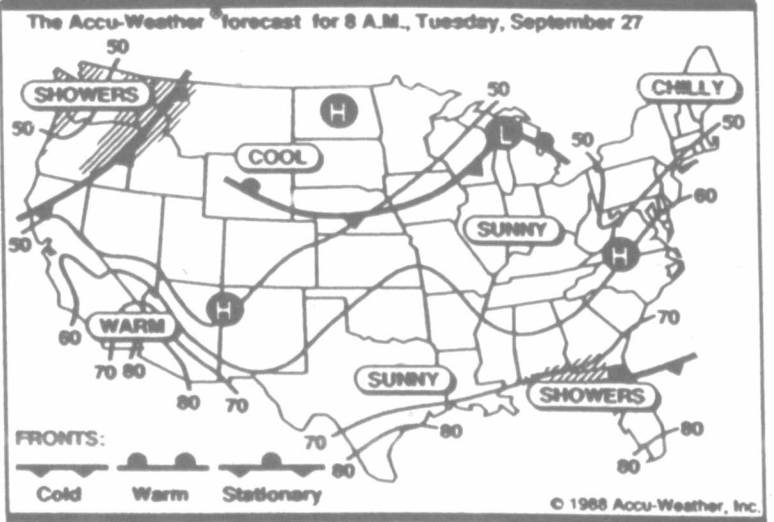 The Accu-Weather ® forecast for 8 A.M., Tuesday, September 27
50
SHOWERS
CHILLY
50
50
50
50
H
L
COOL
60
SUNNY
H
50
H
60
WARM
70 80
80
70
70
SUNNY
SHOWERS
70
80
80
80
80
FRONTS:
Cold Warm Stationary
© 1988 Accu-Weather, Inc.